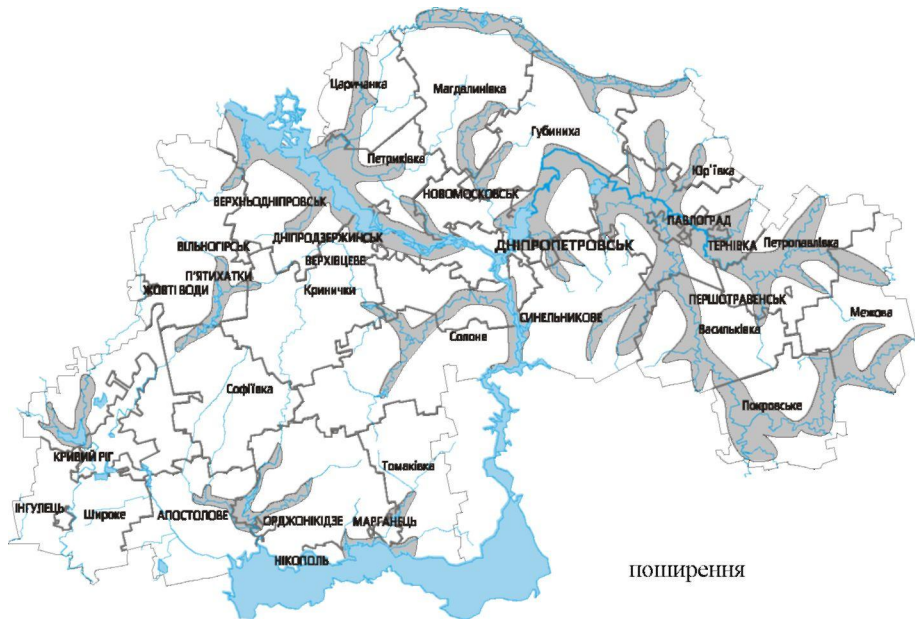 Царичанка
Магдалинівка
Губиниха
Петриківка
Юр'ївка
НОВОМОСКОВСЬК
ВЕРХНЬОДНІПРОВСЬК
ПАВЛОГРАД
ДНІПРОДЗЕРЖИНСЬК
ДНІПРОПЕТРОВСЬК
ТЕРНІВКА
Петропавлівка
ВІЛЬНОГІРСЬК
ВЕРХІВЦЕВЕ
П'ЯТИХАТКИ
ЖОВТІ ВОДИ
Кринички
ПЕРШОТРАВЕНСЬК
Межова
СИНЕЛЬНИКОВЕ
Васильківка
Солоне
Софіївка
Покровське
КРИВИЙ РІГ
Томаківка
ІНГУЛЕЦЬ
Широке
АПОСТОЛОВЕ
ОРДЖОНІКІДЗЕ
МАРГАНЕЦЬ
НІКОПОЛЬ
поширення